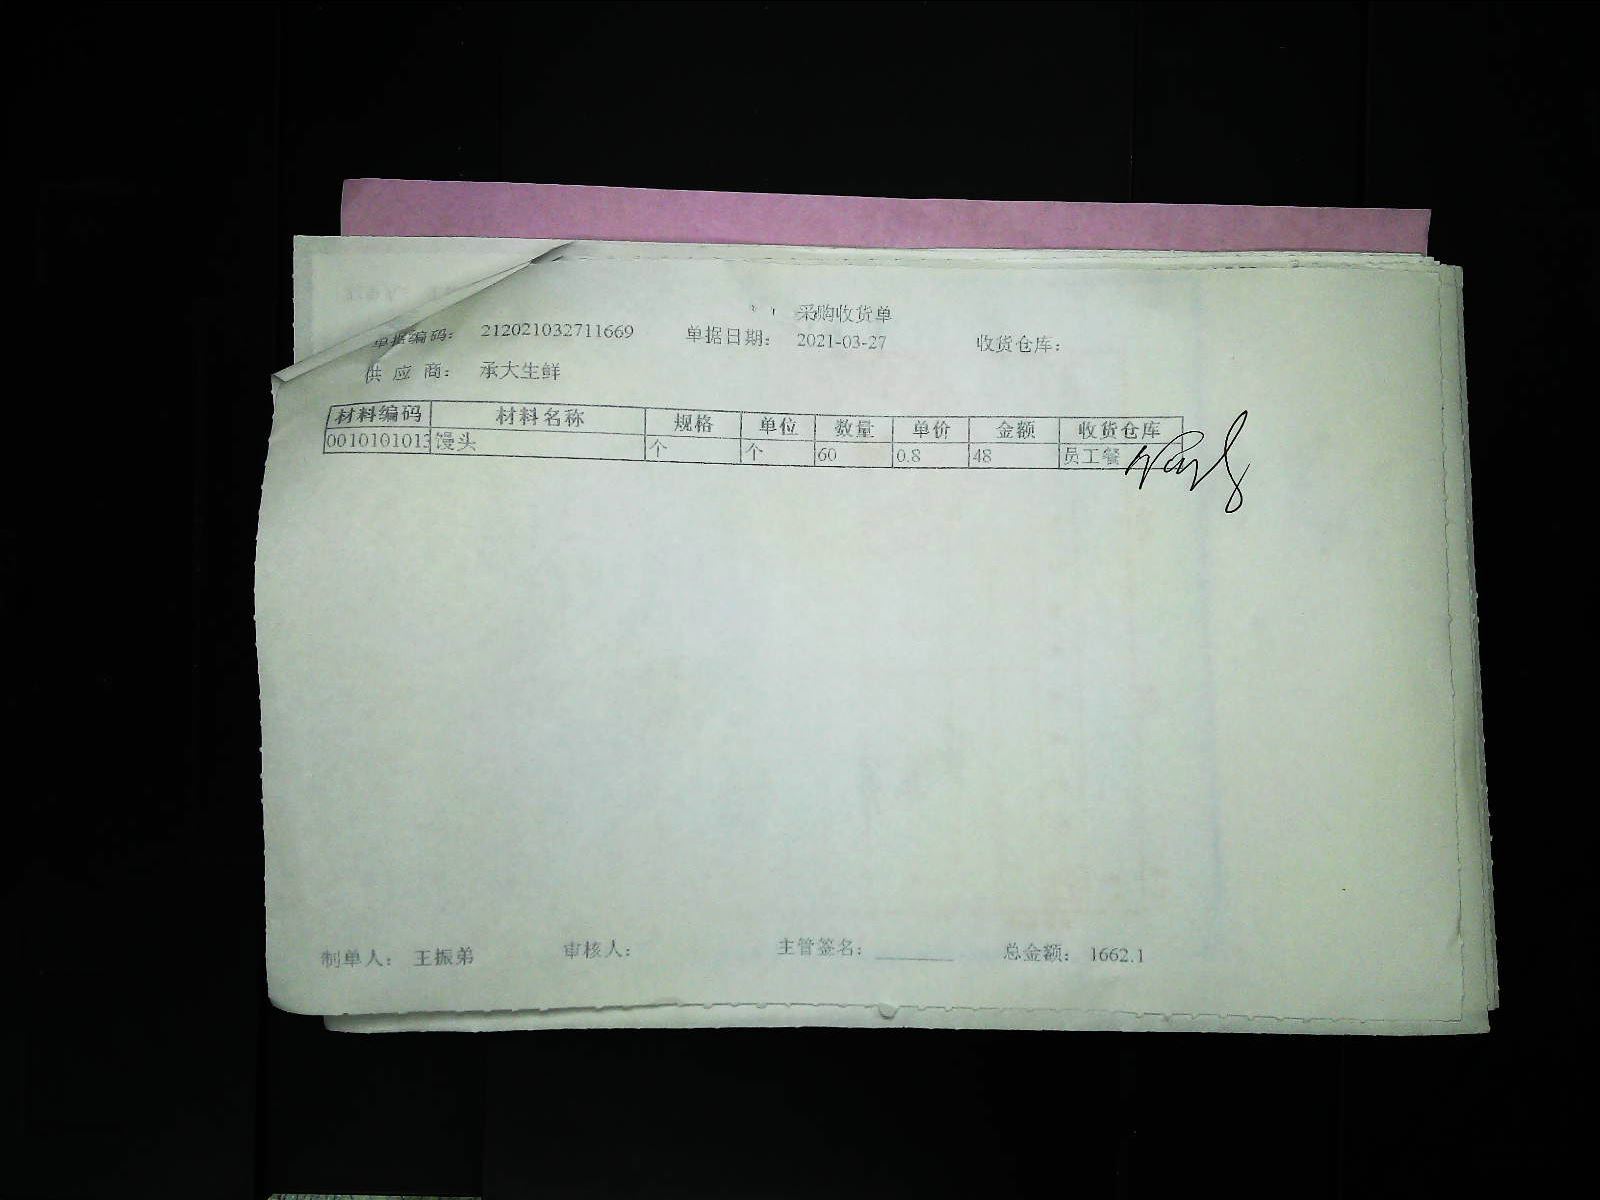 采购收货单
单据编码： 212021032711669 单据日期： 2021-03-27 收货仓库：
供 应 商： 承大生鲜
材料编码 材料名称 规格 单位 数量 单价 金额 收货仓库
0010101013 馒头 个 个 60 0.8 48 员工餐
制单人： 王振弟 审核人： 主管签名： ________ 总金额： 1662.1